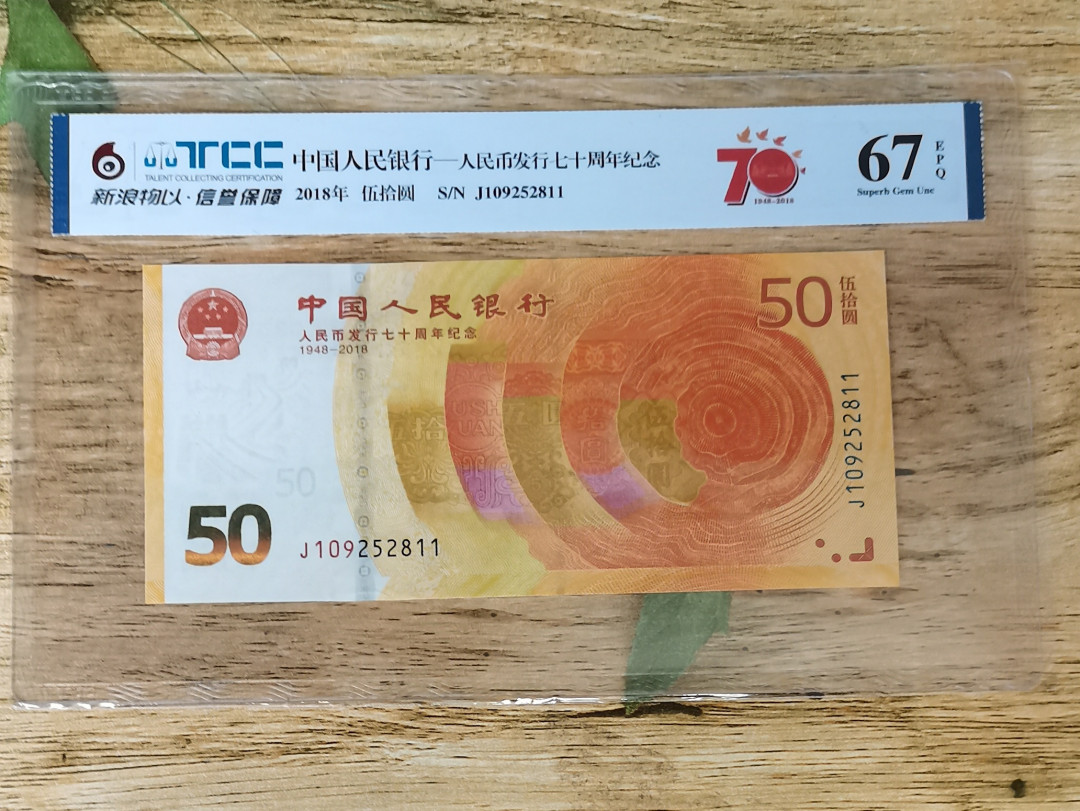 TCC
TALENT COLLECTING CERTIFICATION
新浪物以·信誉保障
中国人民银行—人民币发行七十周年纪念
2018年 伍拾圆 S/N J109252811
70
1948-2018
67
EPQ
Superb Gem Unc
中国人民银行
人民币发行七十周年纪念
1948-2018
50
伍拾圆
J109252811
拾
50
50
J109252811